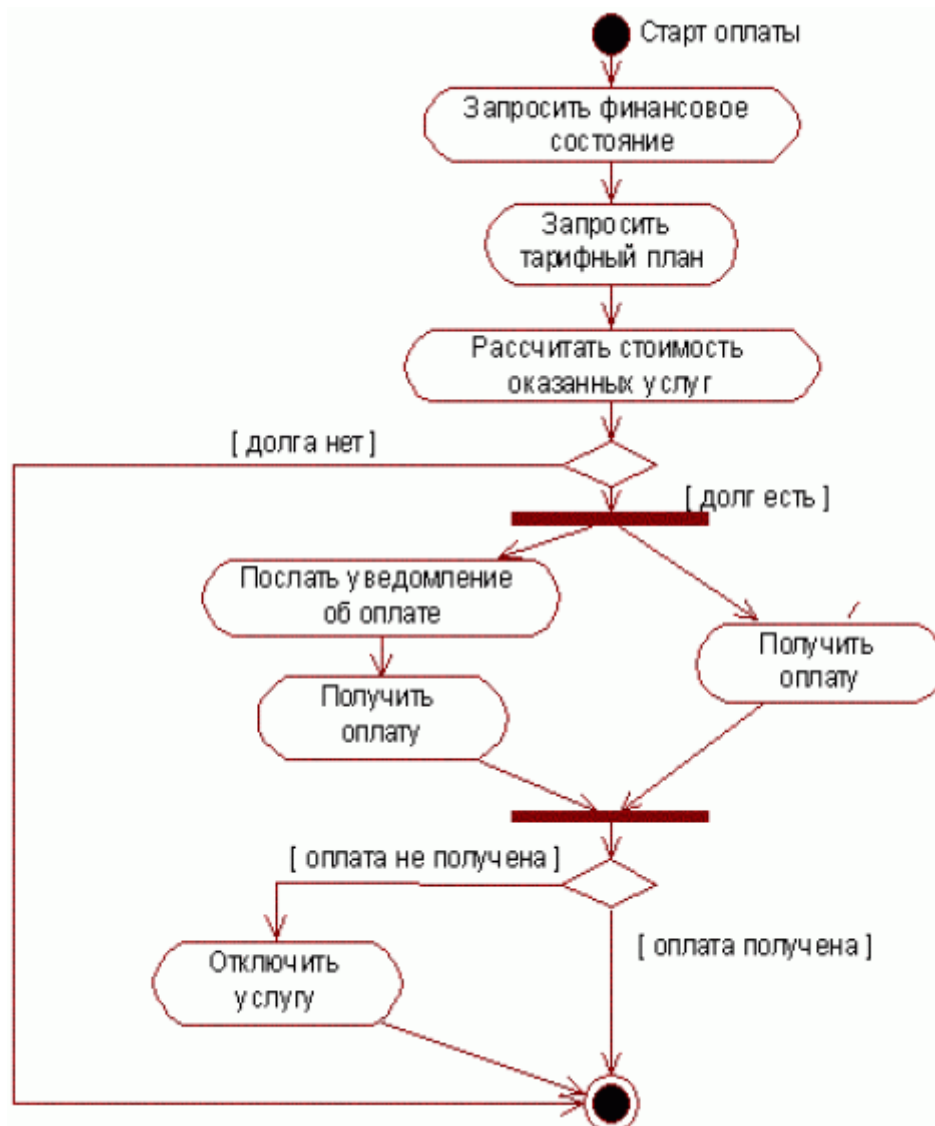 Старт оплаты
Запросить финансовое
состояние
Запросить
тарифный план
Рассчитать стоимость
оказанных услуг
[ долга нет ]
[ долг есть ]
Послать уведомление
об оплате
Получить
оплату
Получить
оплату
[ оплата не получена ]
[ оплата получена ]
Отключить
услугу